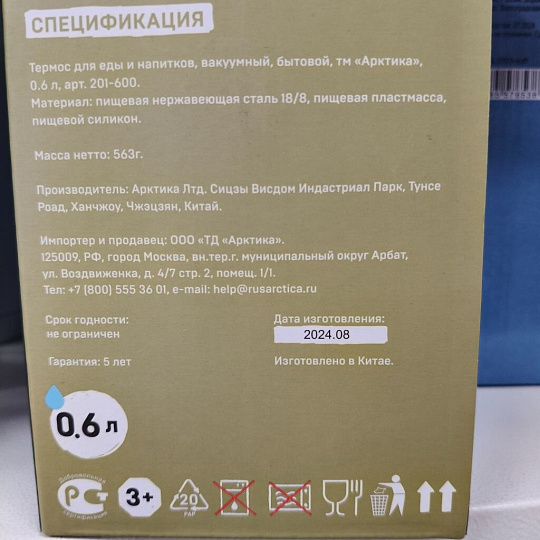 СПЕЦИФИКАЦИЯ
Термос для еды и напитков, вакуумный, бытовой, тм «Арктика»,
0.6 л, арт. 201-600.
Материал: пищевая нержавеющая сталь 18/8, пищевая пластмасса,
пищевой силикон.
Масса нетто: 563г.
Производитель: Арктика Лтд. Сицзы Висдом Индастриал Парк, Тунсе
Роад, Ханчжоу, Чжэцзян, Китай.
Импортер и продавец: ООО «ТД «Арктика».
125009, РФ, город Москва, вн.тер.г. муниципальный округ Арбат,
ул. Воздвиженка, д. 4/7 стр. 2, помещ. 1/1.
Тел: +7 (800) 555 36 01, e-mail: help@rusarctica.ru
Срок годности:
не ограничен
Дата изготовления:
2024.08
Гарантия: 5 лет
Изготовлено в Китае.
0.6 л
Добровольная
РСТ
сертификация
3+
20
PAP